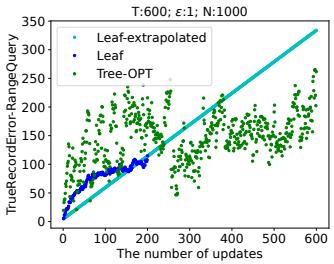 T:600; ε:1; N:1000
TrueRecordError-RangeQuery
350
300
250
200
150
100
50
0
Leaf-extrapolated
Leaf
Tree-OPT
0 100 200 300 400 500 600
The number of updates